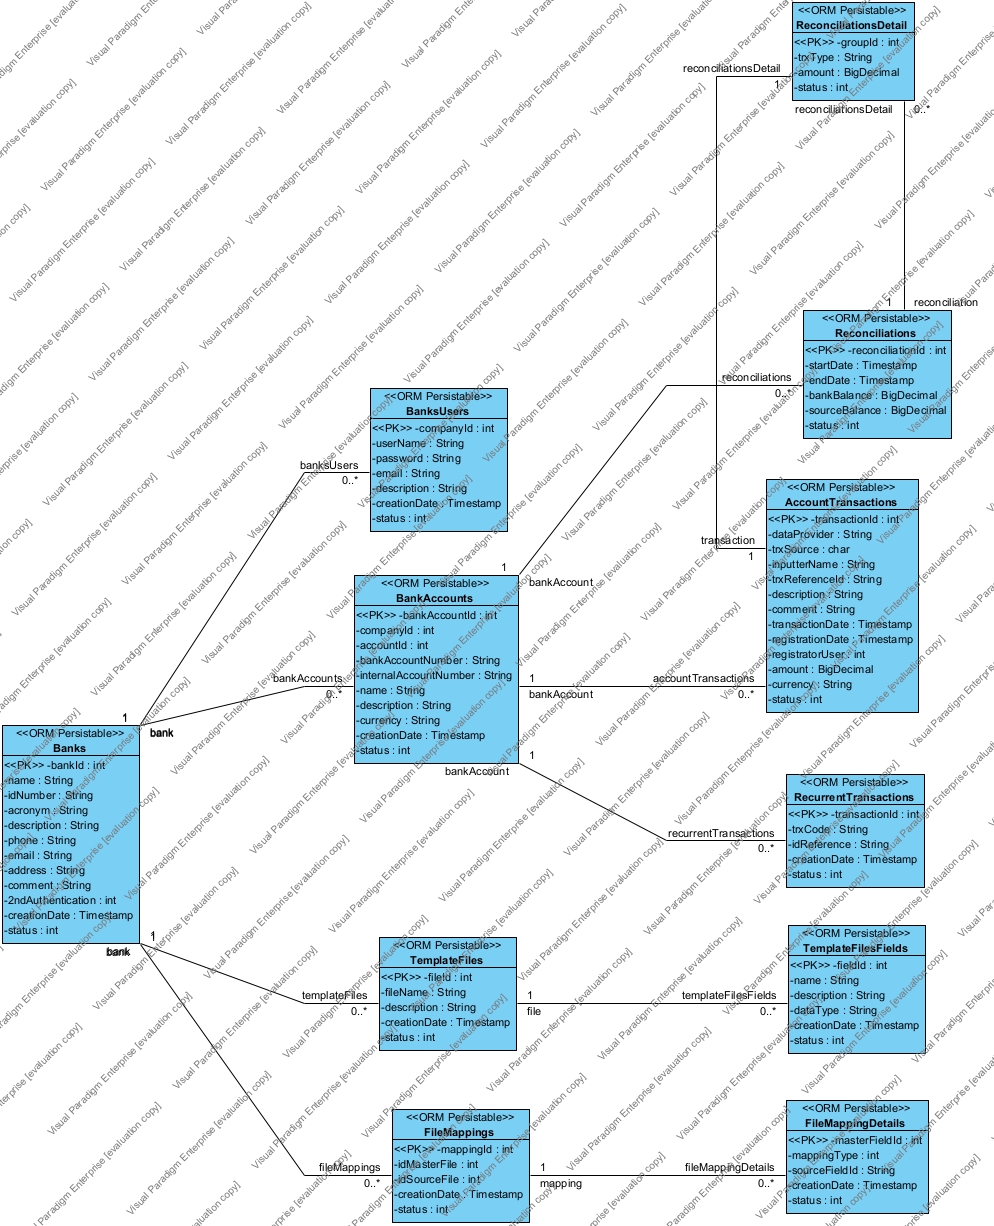 <<ORM Persistable>>
ReconciliationsDetail
<<PK>> -groupId : int
-trxType : String
-amount : BigDecimal
-status : int
reconciliationsDetail
1
reconciliationsDetail
0..*
1
reconciliation
<<ORM Persistable>>
Reconciliations
<<PK>> -reconciliationId : int
-startDate : Timestamp
-endDate : Timestamp
-bankBalance : BigDecimal
-sourceBalance : BigDecimal
-status : int
reconciliations
0..*
<<ORM Persistable>>
BanksUsers
<<PK>> -companyId : int
-userName : String
-password : String
-email : String
-description : String
-creationDate : Timestamp
-status : int
banksUsers
0..*
<<ORM Persistable>>
AccountTransactions
<<PK>> -transactionId : int
-dataProvider : String
-trxSource : char
-inputterName : String
-trxReferenceId : String
-description : String
-comment : String
-transactionDate : Timestamp
-registrationDate : Timestamp
-registratorUser : int
-amount : BigDecimal
-currency : String
-status : int
transaction
1
1
bankAccount
<<ORM Persistable>>
BankAccounts
<<PK>> -bankAccountId : int
-companyId : int
-accountId : int
-bankAccountNumber : String
-internalAccountNumber : String
-name : String
-description : String
-currency : String
-creationDate : Timestamp
-status : int
bankAccounts
0..*
1
bankAccount
accountTransactions
0..*
1
bankAccount
1
bank
<<ORM Persistable>>
Banks
<<PK>> -bankId : int
-name : String
-idNumber : String
-acronym : String
-description : String
-phone : String
-email : String
-address : String
-comment : String
-2ndAuthentication : int
-creationDate : Timestamp
-status : int
1
bank
<<ORM Persistable>>
RecurrentTransactions
<<PK>> -transactionId : int
-trxCode : String
-idReference : String
-creationDate : Timestamp
-status : int
recurrentTransactions
0..*
<<ORM Persistable>>
TemplateFiles
<<PK>> -fileId : int
-fileName : String
-description : String
-creationDate : Timestamp
-status : int
templateFiles
0..*
1
file
templateFilesFields
0..*
<<ORM Persistable>>
TemplateFilesFields
<<PK>> -fieldId : int
-name : String
-description : String
-dataType : String
-creationDate : Timestamp
-status : int
<<ORM Persistable>>
FileMappings
<<PK>> -mappingId : int
-idMasterFile : int
-idSourceFile : int
-creationDate : Timestamp
-status : int
fileMappings
0..*
1
mapping
fileMappingDetails
0..*
<<ORM Persistable>>
FileMappingDetails
<<PK>> -masterFieldId : int
-mappingType : int
-sourceFieldId : String
-creationDate : Timestamp
-status : int
Visual Paradigm Enterprise [evaluation copy]